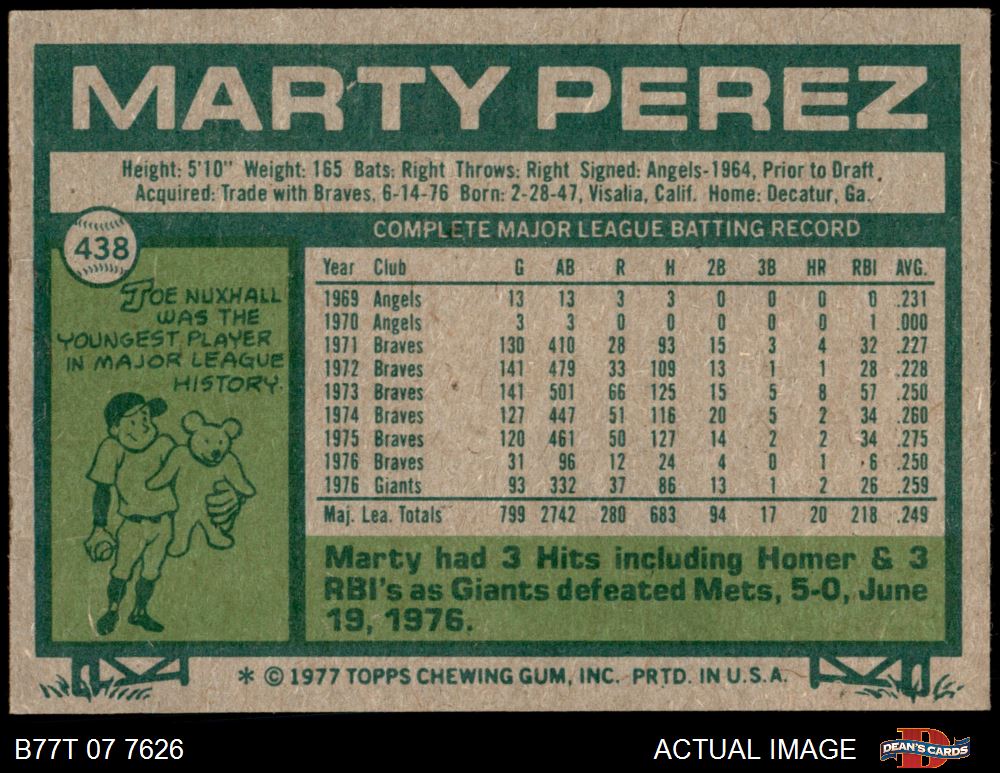 MARTY PEREZ
Height: 5'10" Weight: 165 Bats: Right Throws: Right Signed: Angels-1964, Prior to Draft.
Acquired: Trade with Braves, 6-14-76 Born: 2-28-47, Visalia, Calif. Home: Decatur, Ga.
438
JOE NUXHALL
WAS THE
YOUNGEST PLAYER
IN MAJOR LEAGUE
HISTORY.
COMPLETE MAJOR LEAGUE BATTING RECORD
Year Club G AB R H 2B 3B HR RBI AVG.
1969 Angels 13 13 3 3 0 0 0 0 .231
1970 Angels 3 3 0 0 0 0 0 1 .000
1971 Braves 130 410 28 93 15 3 4 32 .227
1972 Braves 141 479 33 109 13 1 1 28 .228
1973 Braves 141 501 66 125 15 5 8 57 .250
1974 Braves 127 447 51 116 20 5 2 34 .260
1975 Braves 120 461 50 127 14 2 2 34 .275
1976 Braves 31 96 12 24 4 0 1 6 .250
1976 Giants 93 332 37 86 13 1 2 26 .259
Maj. Lea. Totals 799 2742 280 683 94 17 20 218 .249
Marty had 3 Hits including Homer & 3
RBI's as Giants defeated Mets, 5-0, June
19, 1976.
* © 1977 TOPPS CHEWING GUM, INC. PRTD. IN U.S.A.
B77T 07 7626
ACTUAL IMAGE
DEAN'S CARDS